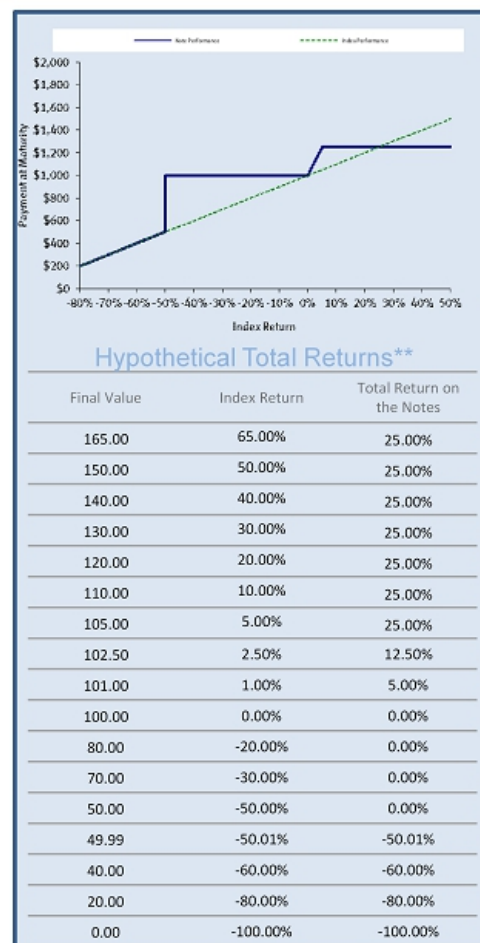 Note Performance Index Performance
$2,000
$1,800
$1,600
$1,400
$1,200
$1,000
$800
$600
$400
$200
$0
Payment at Maturity
-80% -70% -60% -50% -40% -30% -20% -10% 0% 10% 20% 30% 40% 50%
Index Return
Hypothetical Total Returns**
Final Value Index Return Total Return on
the Notes
165.00 65.00% 25.00%
150.00 50.00% 25.00%
140.00 40.00% 25.00%
130.00 30.00% 25.00%
120.00 20.00% 25.00%
110.00 10.00% 25.00%
105.00 5.00% 25.00%
102.50 2.50% 12.50%
101.00 1.00% 5.00%
100.00 0.00% 0.00%
80.00 -20.00% 0.00%
70.00 -30.00% 0.00%
50.00 -50.00% 0.00%
49.99 -50.01% -50.01%
40.00 -60.00% -60.00%
20.00 -80.00% -80.00%
0.00 -100.00% -100.00%